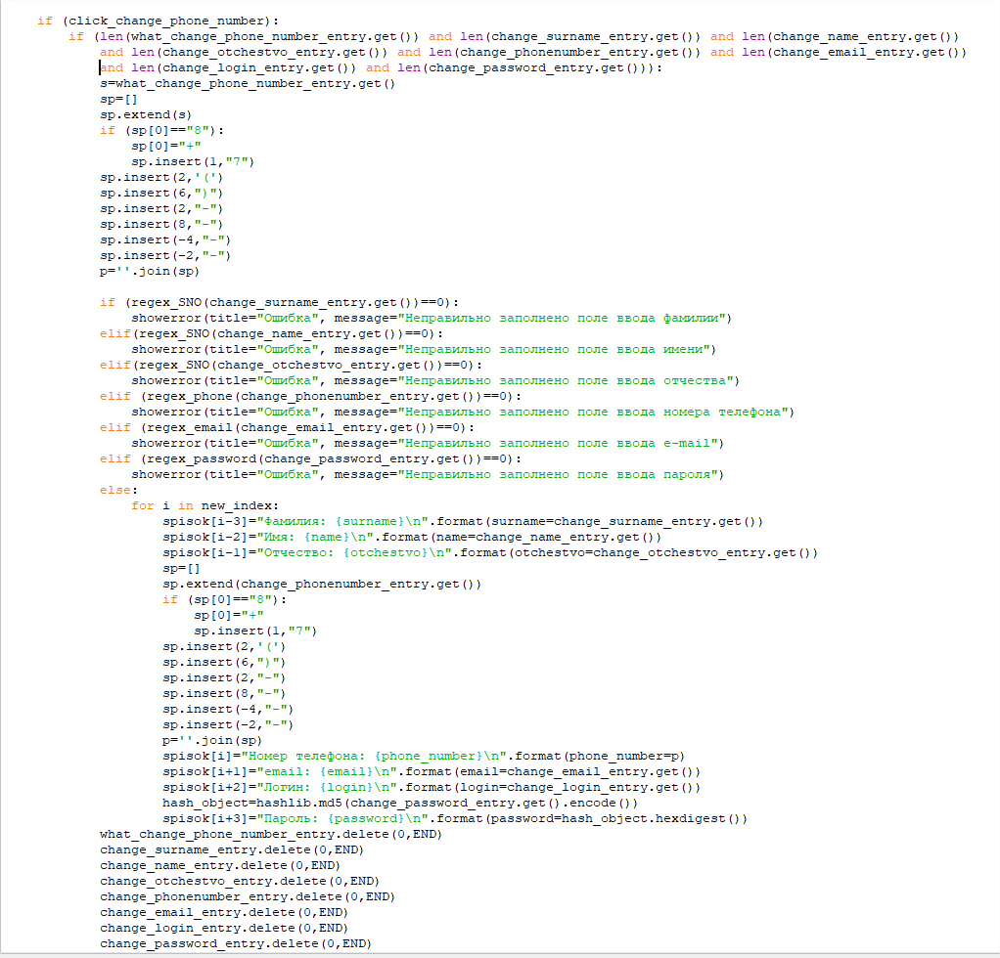 if (click_change_phone_number):
if (len(what_change_phone_number_entry.get()) and len(change_surname_entry.get()) and len(change_name_entry.get())
and len(change_otchestvo_entry.get()) and len(change_phonenumber_entry.get()) and len(change_email_entry.get())
and len(change_login_entry.get()) and len(change_password_entry.get())):
s=what_change_phone_number_entry.get()
sp=[]
sp.extend(s)
if (sp[0]=="8"):
sp[0]="+"
sp.insert(1,"7")
sp.insert(2,'(')
sp.insert(6,")")
sp.insert(2,"-")
sp.insert(8,"-")
sp.insert(-4,"-")
sp.insert(-2,"-")
p=''.join(sp)
if (regex_SNO(change_surname_entry.get())==0):
showerror(title="Ошибка", message="Неправильно заполнено поле ввода фамилии")
elif(regex_SNO(change_name_entry.get())==0):
showerror(title="Ошибка", message="Неправильно заполнено поле ввода имени")
elif(regex_SNO(change_otchestvo_entry.get())==0):
showerror(title="Ошибка", message="Неправильно заполнено поле ввода отчества")
elif (regex_phone(change_phonenumber_entry.get())==0):
showerror(title="Ошибка", message="Неправильно заполнено поле ввода номера телефона")
elif (regex_email(change_email_entry.get())==0):
showerror(title="Ошибка", message="Неправильно заполнено поле ввода e-mail")
elif (regex_password(change_password_entry.get())==0):
showerror(title="Ошибка", message="Неправильно заполнено поле ввода пароля")
else:
for i in new_index:
spisok[i-3]="Фамилия: {surname}\n".format(surname=change_surname_entry.get())
spisok[i-2]="Имя: {name}\n".format(name=change_name_entry.get())
spisok[i-1]="Отчество: {otchestvo}\n".format(otchestvo=change_otchestvo_entry.get())
sp=[]
sp.extend(change_phonenumber_entry.get())
if (sp[0]=="8"):
sp[0]="+"
sp.insert(1,"7")
sp.insert(2,'(')
sp.insert(6,")")
sp.insert(2,"-")
sp.insert(8,"-")
sp.insert(-4,"-")
sp.insert(-2,"-")
p=''.join(sp)
spisok[i]="Номер телефона: {phone_number}\n".format(phone_number=p)
spisok[i+1]="email: {email}\n".format(email=change_email_entry.get())
spisok[i+2]="Логин: {login}\n".format(login=change_login_entry.get())
hash_object=hashlib.md5(change_password_entry.get().encode())
spisok[i+3]="Пароль: {password}\n".format(password=hash_object.hexdigest())
what_change_phone_number_entry.delete(0,END)
change_surname_entry.delete(0,END)
change_name_entry.delete(0,END)
change_otchestvo_entry.delete(0,END)
change_phonenumber_entry.delete(0,END)
change_email_entry.delete(0,END)
change_login_entry.delete(0,END)
change_password_entry.delete(0,END)